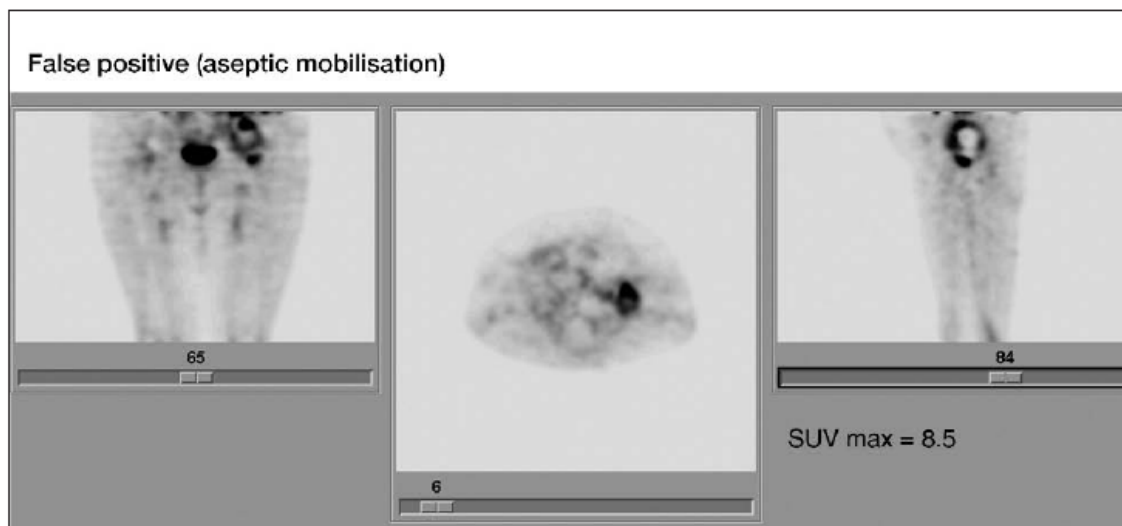 False positive (aseptic mobilisation)
65
6
84
SUV max = 8.5